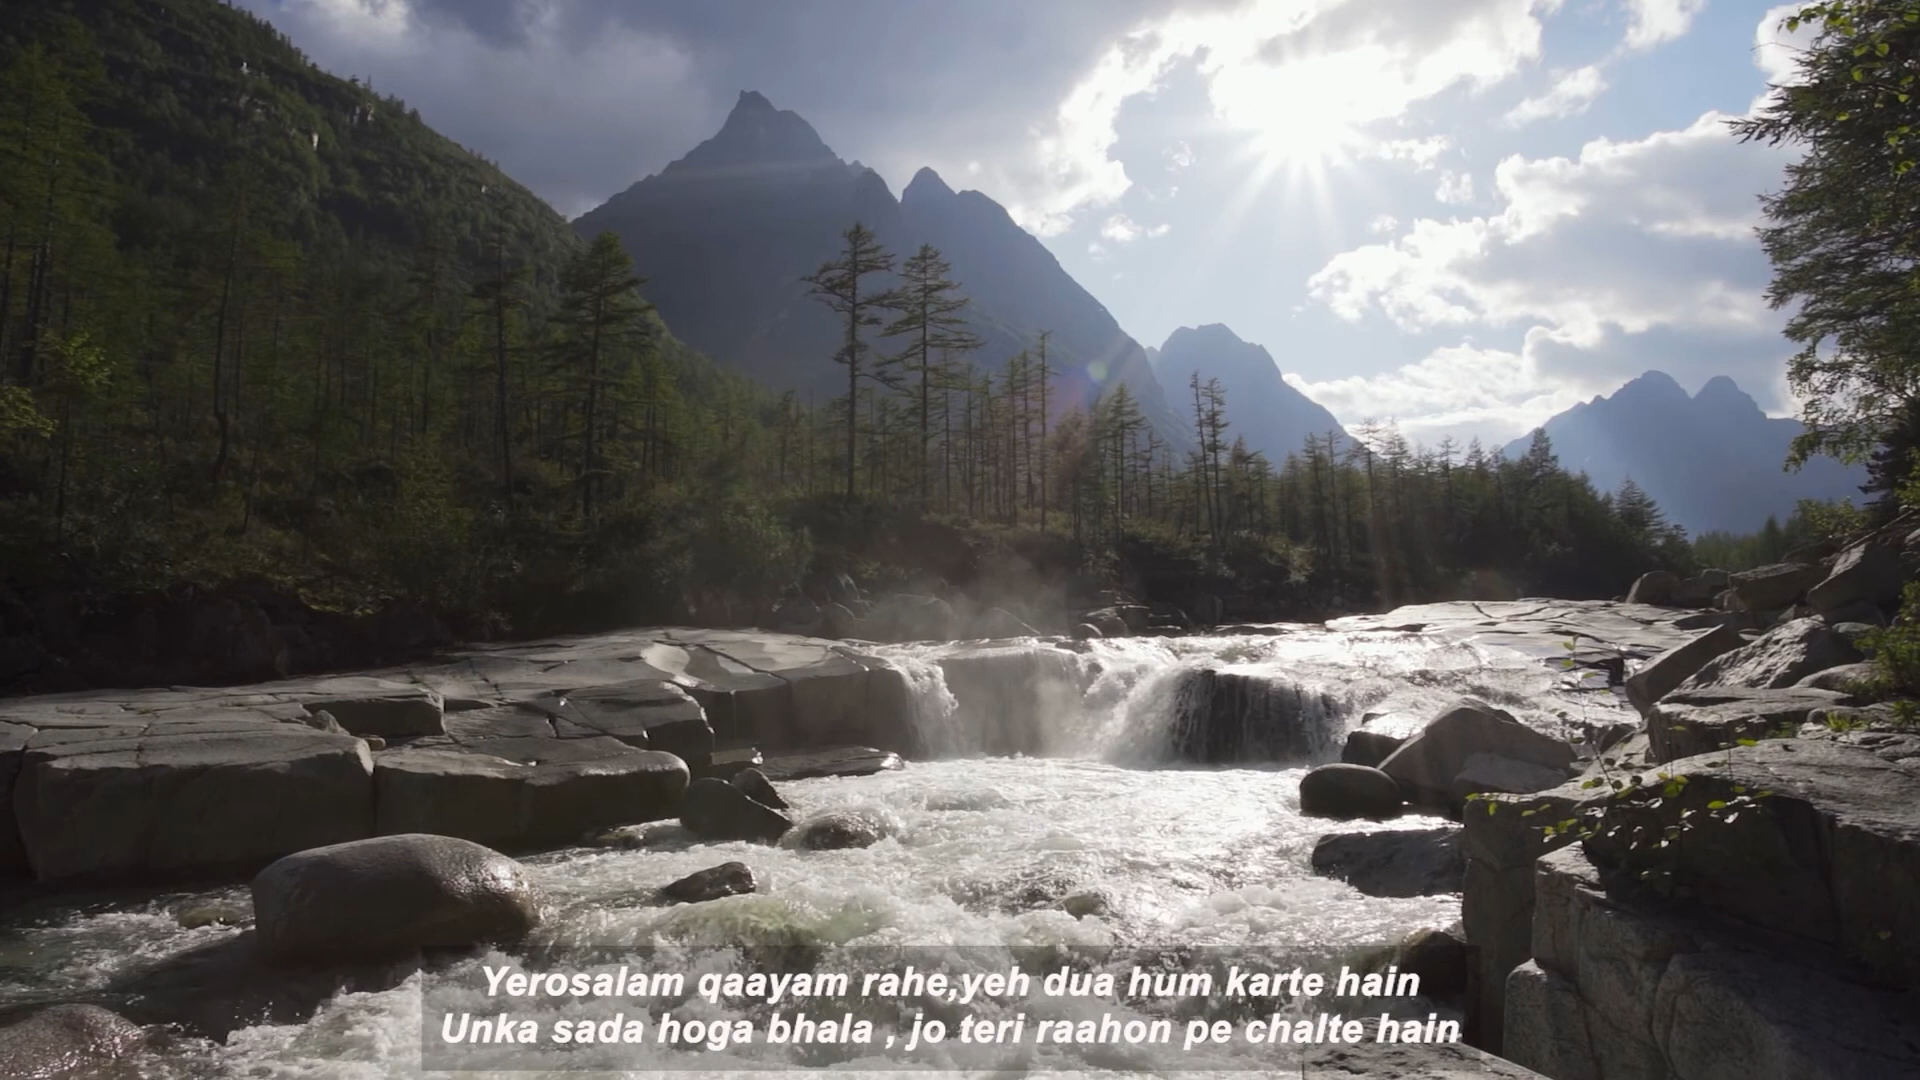 Yerosalam qaayam rahe,yeh dua hum karte hain
Unka sada hoga bhala , jo teri raahon pe chalte hain